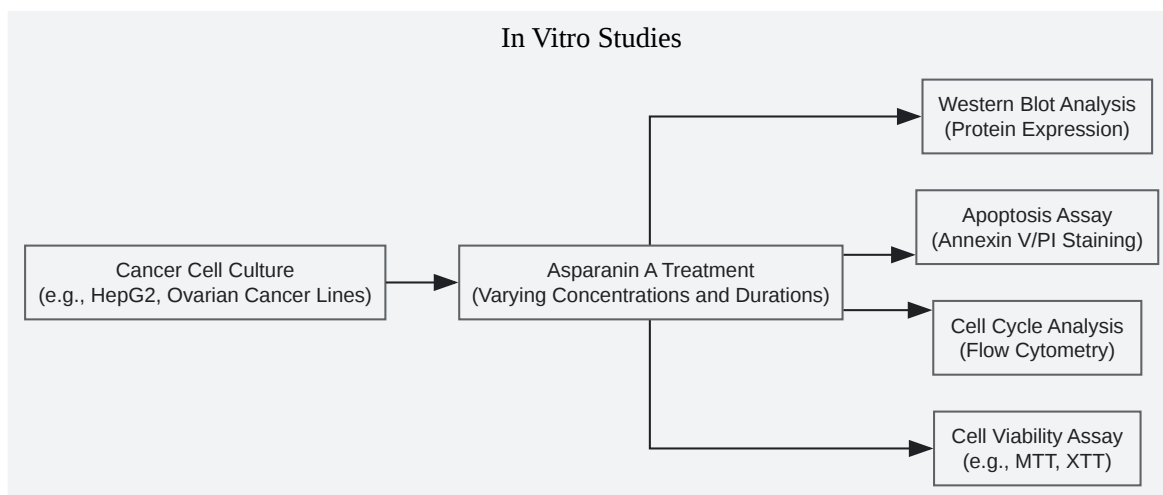 In Vitro Studies
Western Blot Analysis
(Protein Expression)
Apoptosis Assay
(Annexin V/PI Staining)
Cancer Cell Culture
(e.g., HepG2, Ovarian Cancer Lines)
Asparanin A Treatment
(Varying Concentrations and Durations)
Cell Cycle Analysis
(Flow Cytometry)
Cell Viability Assay
(e.g., MTT, XTT)